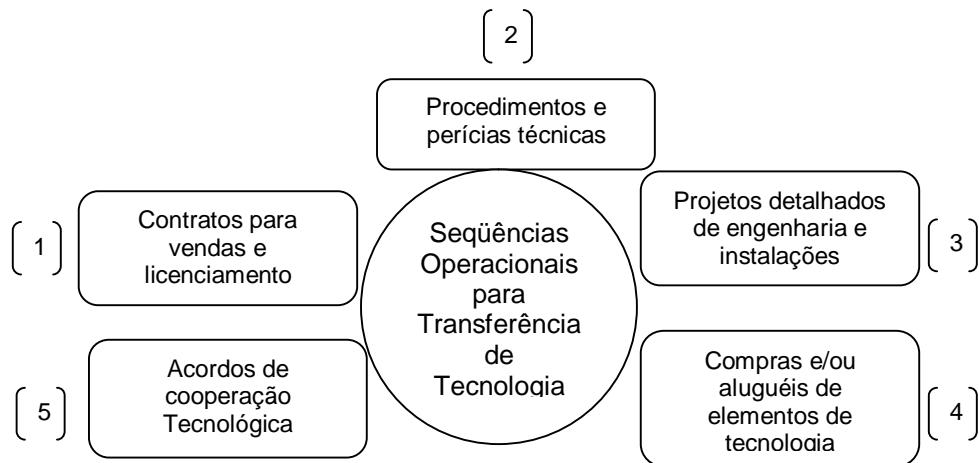 2
Procedimentos e
perícias técnicas
1
Contratos para
vendas e
licenciamento
Seqüências
Operacionais
para
Transferência
de
Tecnologia
Projetos detalhados
de engenharia e
instalações
3
5
Acordos de
cooperação
Tecnológica
Compras e/ou
aluguéis de
elementos de
tecnologia
4